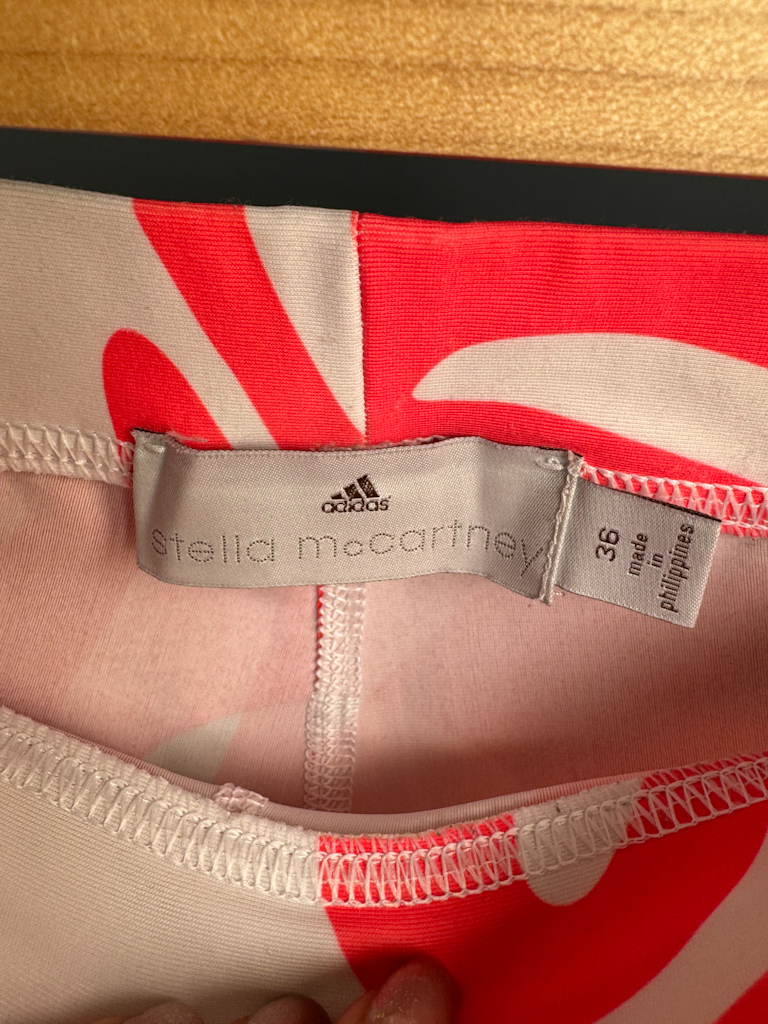 adidas
stella mccartney
36
made
in
philippines